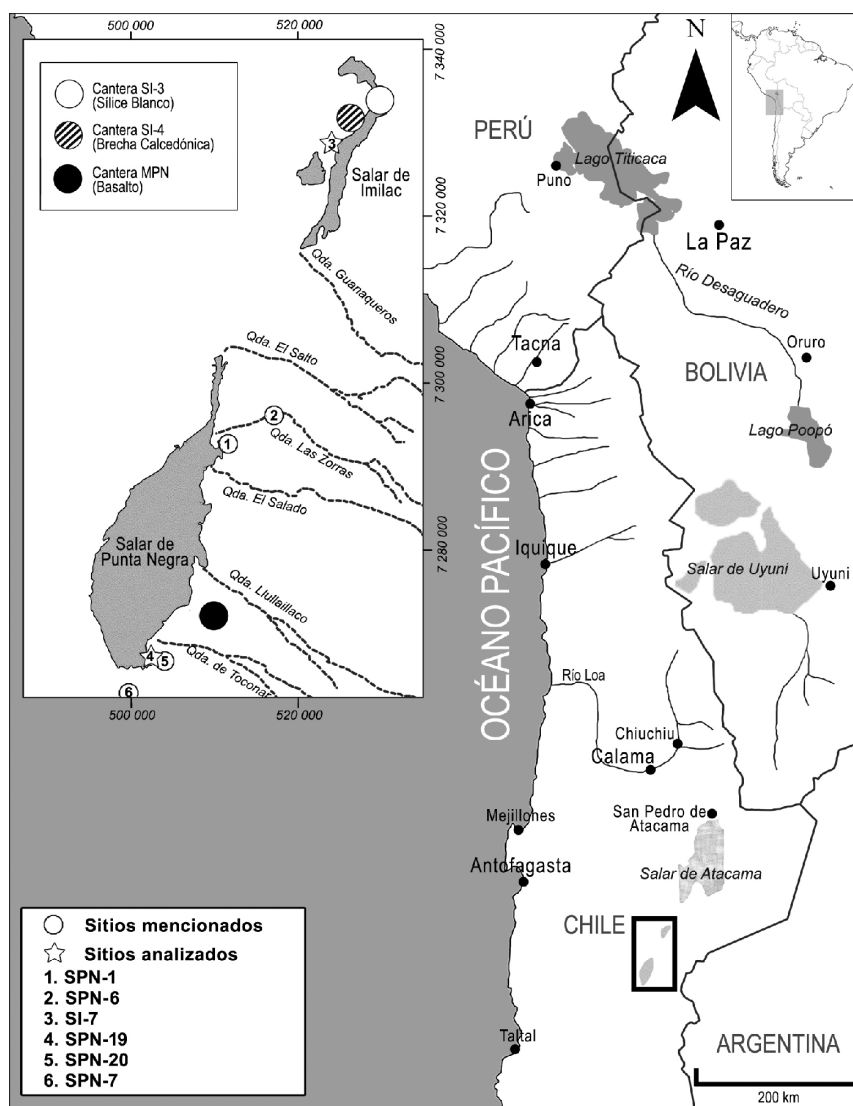 500 000
520 000
7 340 000
7 320 000
7 300 000
7 280 000
Cantera SI-3
(Sílice Blanco)
Cantera SI-4
(Brecha Calcedónica)
Cantera MPN
(Basalto)
3
Salar de
Imilac
Qda. Guanaqueros
Qda. El Salto
2
1
Qda. Las Zorras
Qda. El Salado
Salar de
Punta Negra
Qda. Llullaillaco
4
5
Qda. de Toconar
6
500 000
520 000
N
PERÚ
Lago Titicaca
Puno
La Paz
Río Desaguadero
Tacna
Oruro
BOLIVIA
Arica
Lago Poopó
OCÉANO PACÍFICO
Iquique
Salar de Uyuni
Uyuni
Río Loa
Chiuchiu
Calama
Mejillones
San Pedro de
Atacama
Antofagasta
Salar de Atacama
CHILE
Taltal
ARGENTINA
200 km
Sitios mencionados
Sitios analizados
1. SPN-1
2. SPN-6
3. SI-7
4. SPN-19
5. SPN-20
6. SPN-7